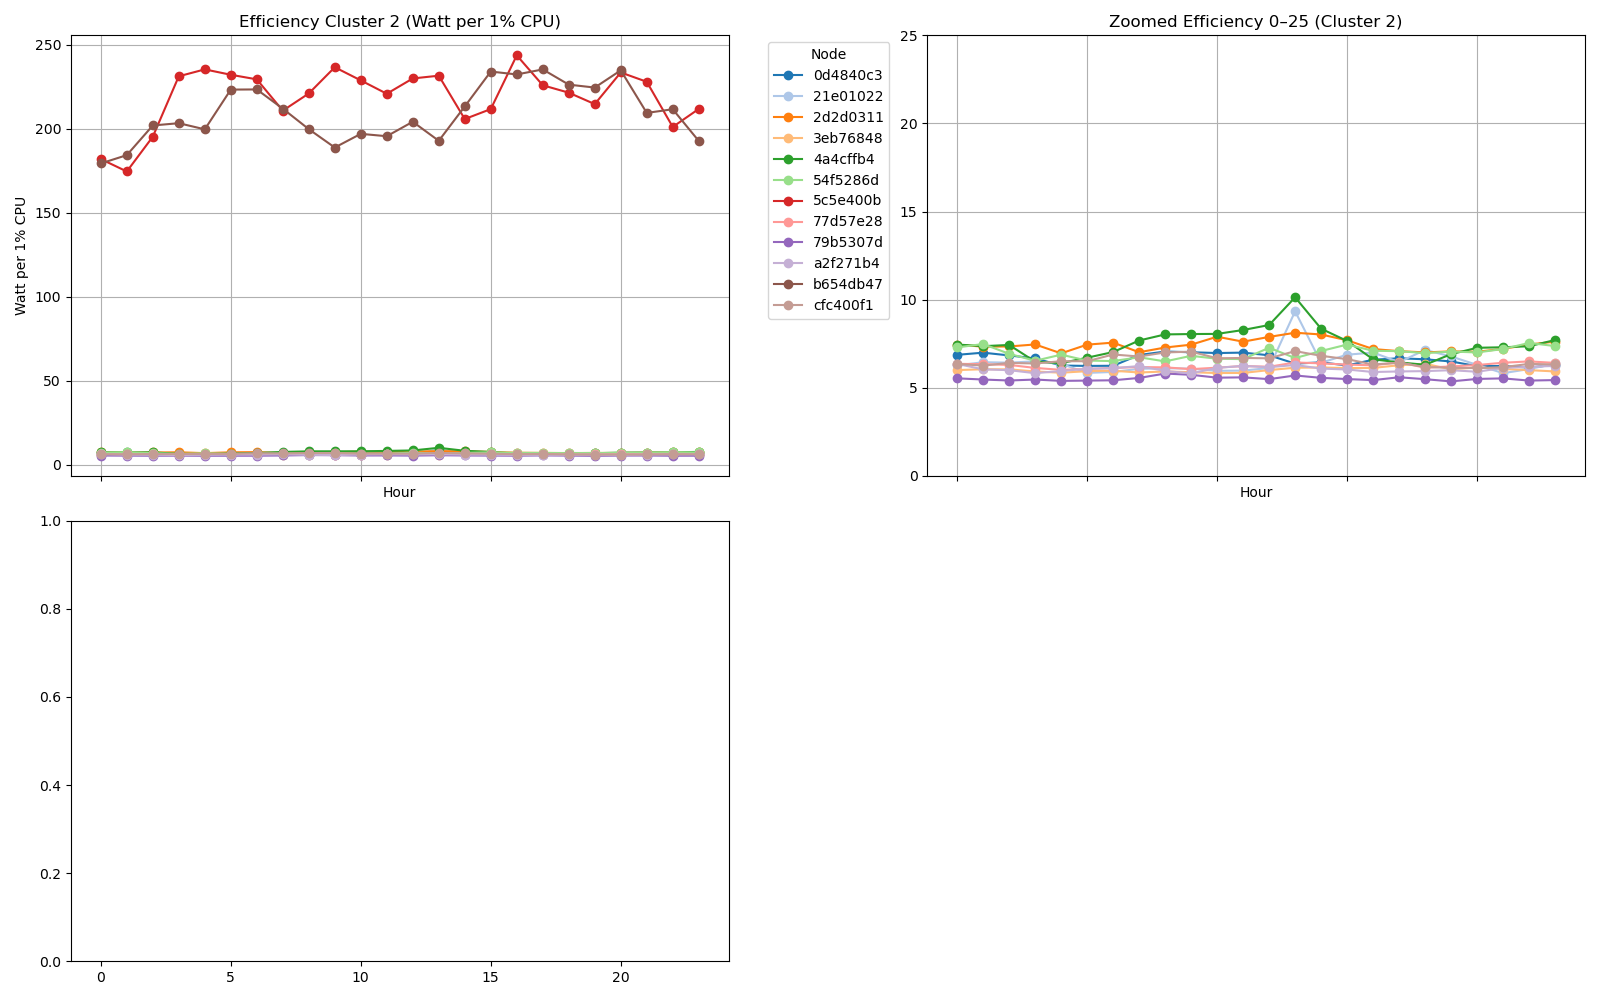 Efficiency Cluster 2 (Watt per 1% CPU)
Watt per 1% CPU
250
200
150
100
50
0
Hour
Node
0d4840c3
21e01022
2d2d0311
3eb76848
4a4cffb4
54f5286d
5c5e400b
77d57e28
79b5307d
a2f271b4
b654db47
cfc400f1
Zoomed Efficiency 0–25 (Cluster 2)
25
20
15
10
5
0
Hour
1.0
0.8
0.6
0.4
0.2
0.0
0 5 10 15 20